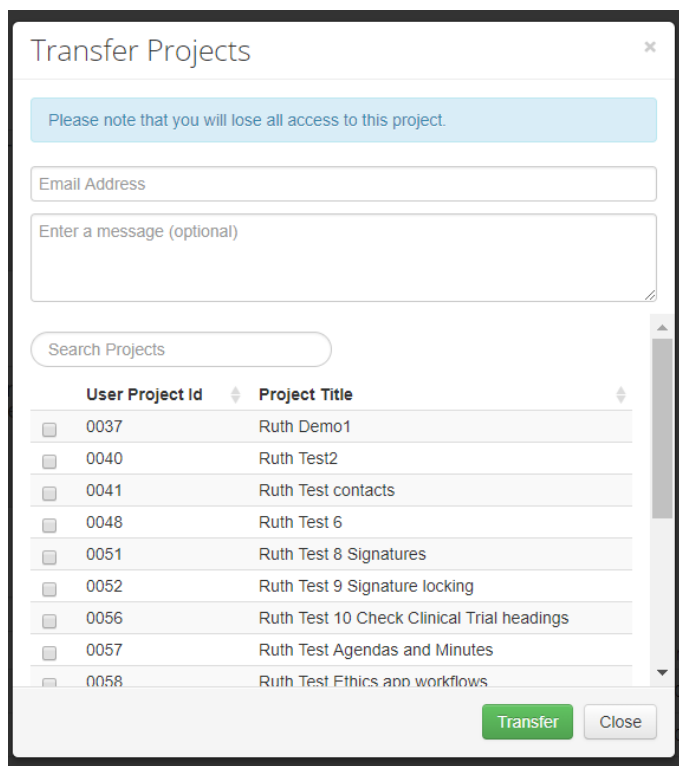 Transfer Projects ×
Please note that you will lose all access to this project.
Email Address
Enter a message (optional)
Search Projects
User Project Id Project Title
0037 Ruth Demo1
0040 Ruth Test2
0041 Ruth Test contacts
0048 Ruth Test 6
0051 Ruth Test 8 Signatures
0052 Ruth Test 9 Signature locking
0056 Ruth Test 10 Check Clinical Trial headings
0057 Ruth Test Agendas and Minutes
0058 Ruth Test Ethics app workflows
Transfer Close